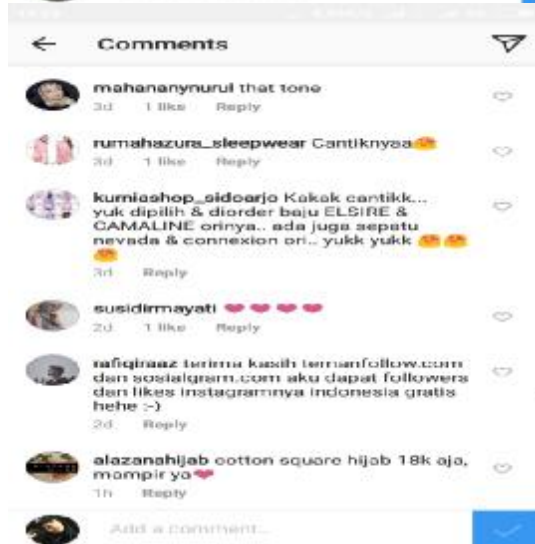 Comments
mahananynurul that tone
3d 1 like Reply
rumahazura_sleepwear Cantiknyaa😍
3d 1 like Reply
kurniashop_sidoarjo Kakak cantikk...
yuk dipilih & diorder baju ELSIRE &
CAMALINE orinya.. ada juga sepatu
nevada & connexion ori.. yukk yukk 😍😍
😍
3d Reply
susidirmayati ❤❤❤❤
2d 1 like Reply
rafiqiraaz terima kasih temanfollow.com
dan sosialgram.com aku dapat followers
dan likes instagramnya indonesia gratis
hehe :-)
2d Reply
alazanahijab cotton square hijab 18k aja,
mampir ya❤
1h Reply
Add a comment...